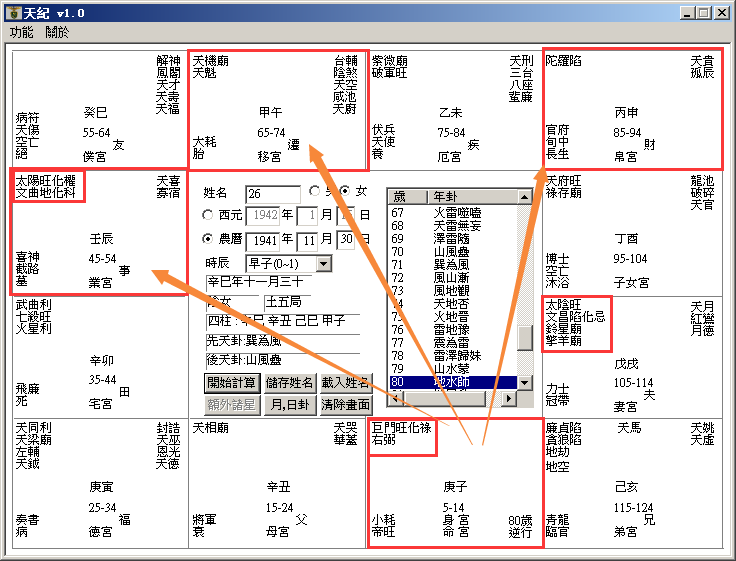 天紀 v1.0
功能 關於
解神
鳳閣
天才
天壽
天福
癸巳
病符
天傷
空亡
絕
55-64
友
僕宮
天機廟
天魁
台輔
陰煞
天空
咸池
天廚
甲午
65-74
大耗
胎
遷
移宮
紫微廟
破軍旺
天刑
三台
八座
蜚廉
乙未
75-84
伏兵
天使
養
疾
厄宮
陀羅陷
天貴
孤辰
丙申
85-94
官府
旬中
長生
財
帛宮
太陽旺化權
文曲地化科
天喜
寡宿
壬辰
45-54
喜神
截路
墓
事
業宮
姓名 26 男 女
西元 1942 年 1 月 日
農曆 1941 年 11 月 30 日
時辰 早子(0~1)
辛巳年十一月三十
陰女 土五局
四柱:辛巳 辛丑 己巳 甲子
先天卦:巽為風
後天卦:山風蠱
開始計算 儲存姓名 載入姓名
額外諸星 月,日卦 清除畫面
歲 年卦
67 火雷噬嗑
68 天雷無妄
69 澤雷隨
70 山風蠱
71 巽為風
72 風山漸
73 風地觀
74 天地否
75 火地晉
76 雷地豫
77 震為雷
78 雷澤歸妹
79 山水蒙
80 地水師
天府旺
祿存廟
龍池
破碎
天官
丁酉
95-104
博士
空亡
沐浴
子女宮
武曲利
七殺旺
火星利
辛卯
35-44
飛廉
死
田
宅宮
太陰旺
文昌陷化忌
鈴星廟
擎羊廟
天月
紅鸞
月德
戊戌
105-114
力士
冠帶
夫
妻宮
天同利
天梁廟
左輔
天鉞
封誥
天巫
恩光
天德
庚寅
25-34
奏書
病
福
德宮
天相廟
天哭
華蓋
辛丑
15-24
將軍
衰
父
母宮
巨門旺化祿
右弼
庚子
5-14
小耗
帝旺
身宮
命宮
80歲
逆行
廉貞陷
貪狼陷
地劫
地空
天馬
天姚
天虛
己亥
115-124
青龍
臨官
兄
弟宮